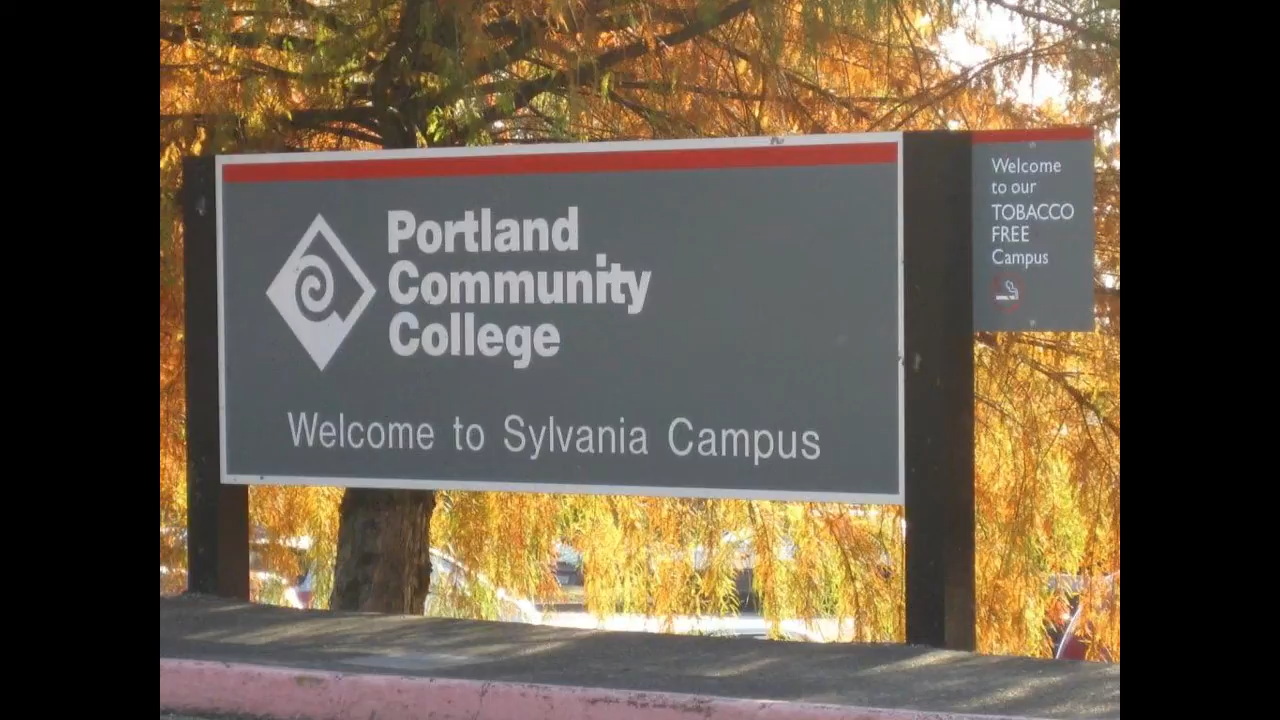 Portland
Community
College
Welcome to Sylvania Campus
Welcome
to our
TOBACCO
FREE
Campus